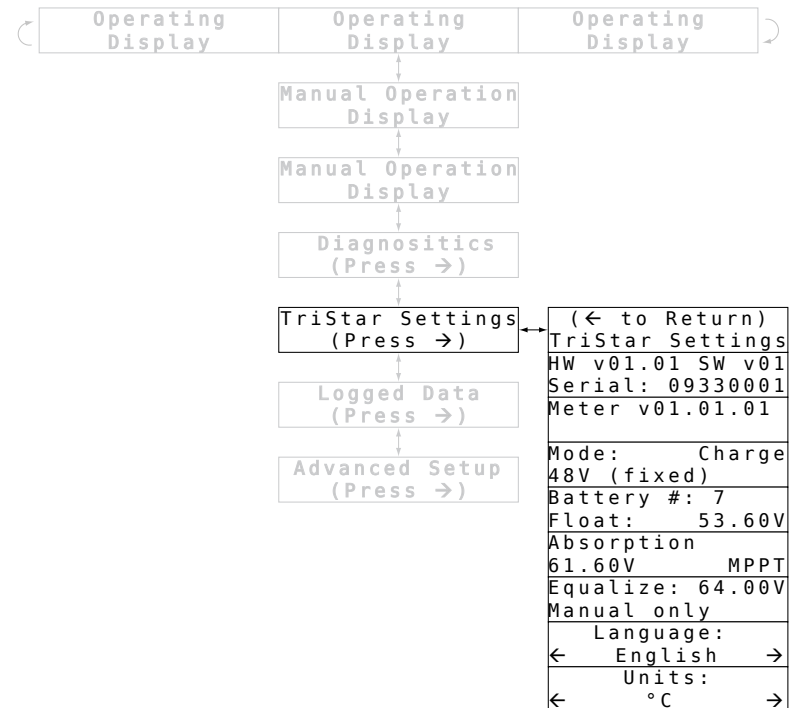 Operating Operating Operating
Display Display Display
Manual Operation
Display
Manual Operation
Display
Diagnositics
(Press →)
TriStar Settings
(Press →)
Logged Data
(Press →)
Advanced Setup
(Press →)
(← to Return)
TriStar Settings
HW v01.01 SW v01
Serial: 09330001
Meter v01.01.01
Mode: Charge
48V (fixed)
Battery #: 7
Float: 53.60V
Absorption
61.60V MPPT
Equalize: 64.00V
Manual only
Language:
← English →
Units:
← °C →